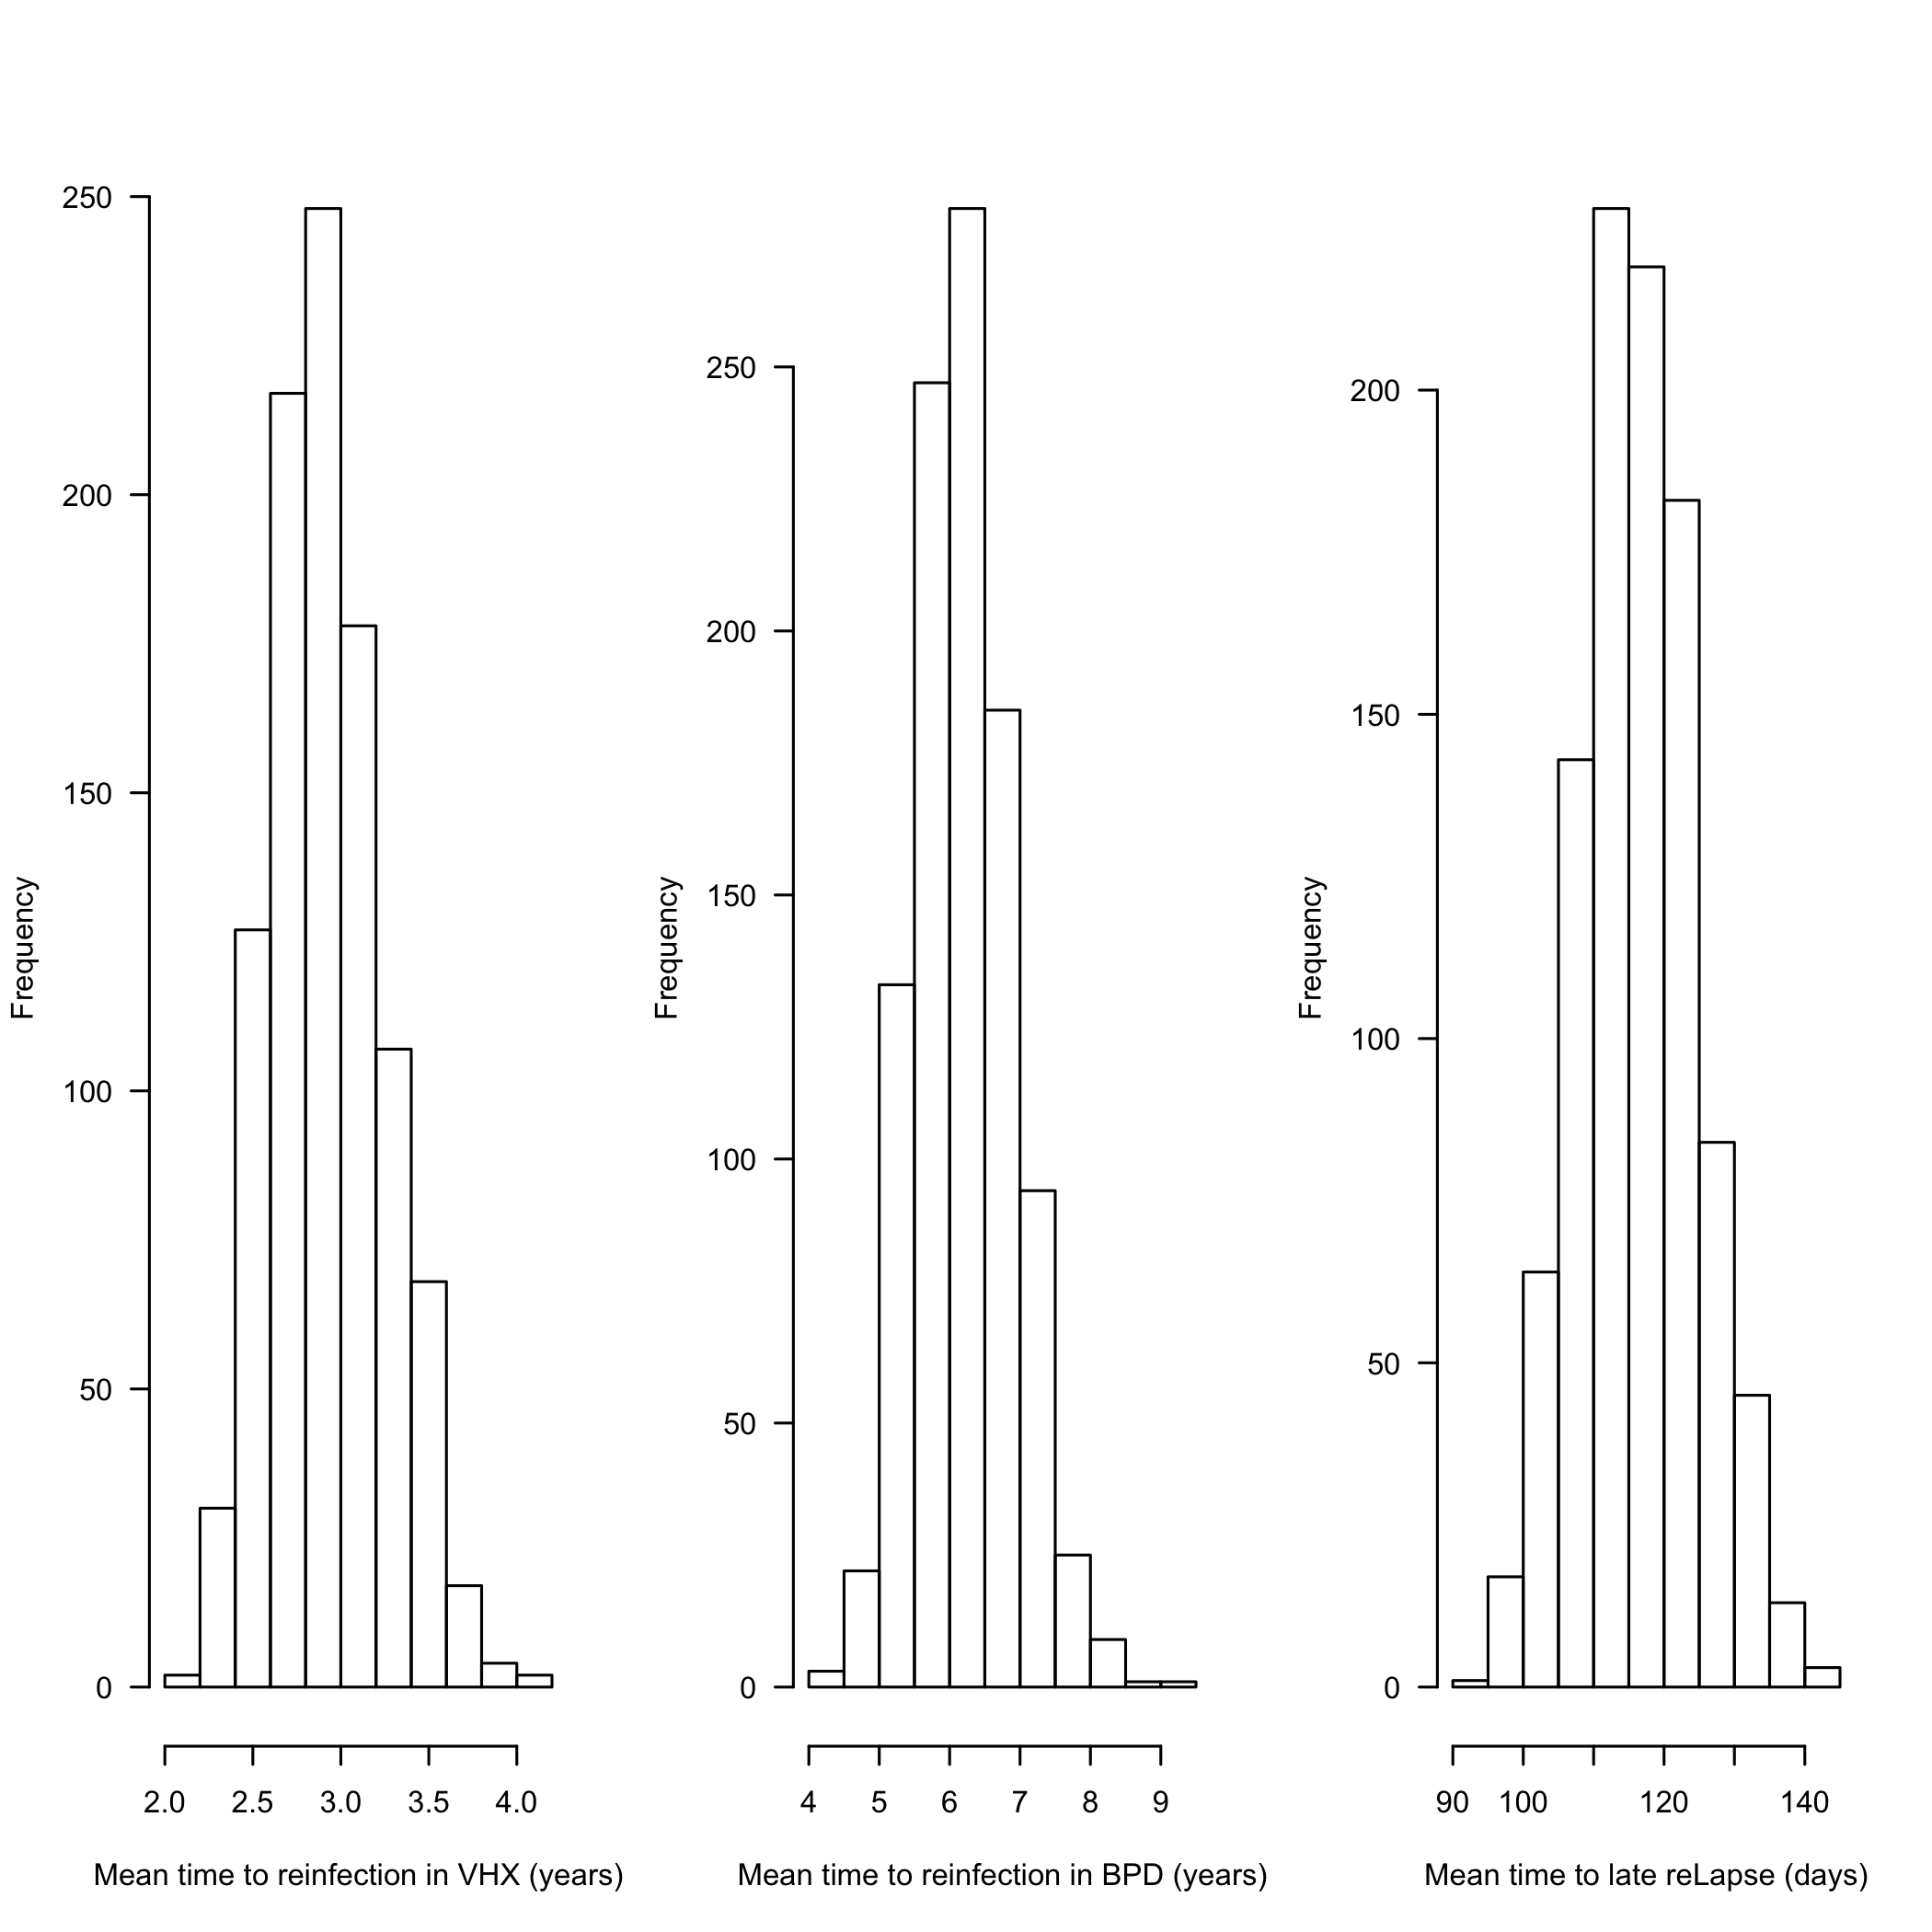 Frequency
250
200
150
100
50
0
2.0 2.5 3.0 3.5 4.0
Mean time to reinfection in VHX (years)
Frequency
250
200
150
100
50
0
4 5 6 7 8 9
Mean time to reinfection in BPD (years)
Frequency
200
150
100
50
0
90 100 120 140
Mean time to late reLapse (days)